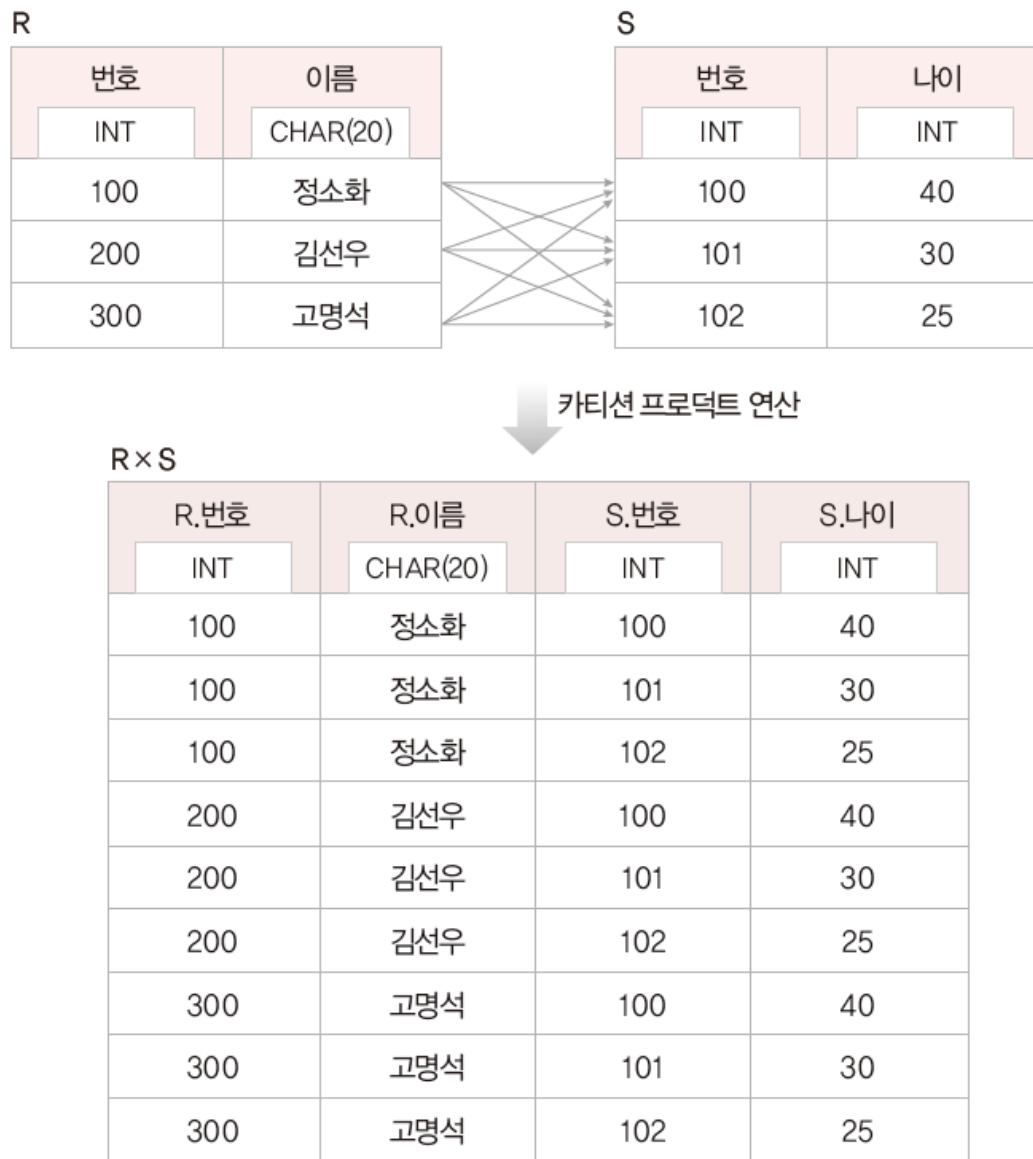 R
S
번호 이름
번호 나이
INT CHAR(20)
INT INT
100 정소화
100 40
200 김선우
101 30
300 고명석
102 25
카티션 프로덕트 연산
R×S
R.번호 R.이름 S.번호 S.나이
INT CHAR(20) INT INT
100 정소화 100 40
100 정소화 101 30
100 정소화 102 25
200 김선우 100 40
200 김선우 101 30
200 김선우 102 25
300 고명석 100 40
300 고명석 101 30
300 고명석 102 25